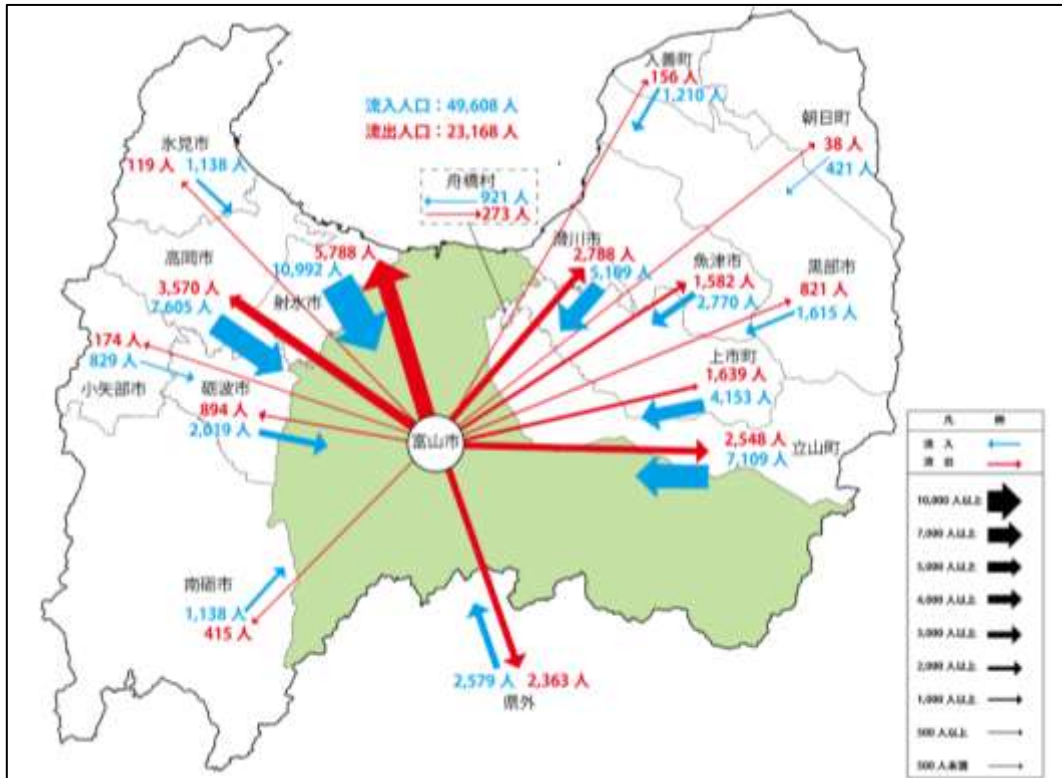 入善町
156 人
1,210 人
流入人口：49,608 人
流出人口：23,168 人
朝日町
38 人
421 人
氷見市
119 人 1,138 人
舟橋村
921 人
273 人
滑川市
2,788 人
5,109 人
魚津市
1,582 人
2,770 人
黒部市
821 人
1,615 人
高岡市
3,570 人
7,605 人
5,788 人
10,992 人
射水市
174 人
829 人
小矢部市
砺波市
894 人
2,019 人
上市町
1,639 人
4,153 人
富山市
2,548 人
7,109 人
立山町
南砺市
1,138 人
415 人
2,579 人 2,363 人
県外
凡 例
流 入
流 出
10,000 人以上
7,000 人以上
5,000 人以上
4,000 人以上
3,000 人以上
2,000 人以上
1,000 人以上
500 人以上
500 人未満